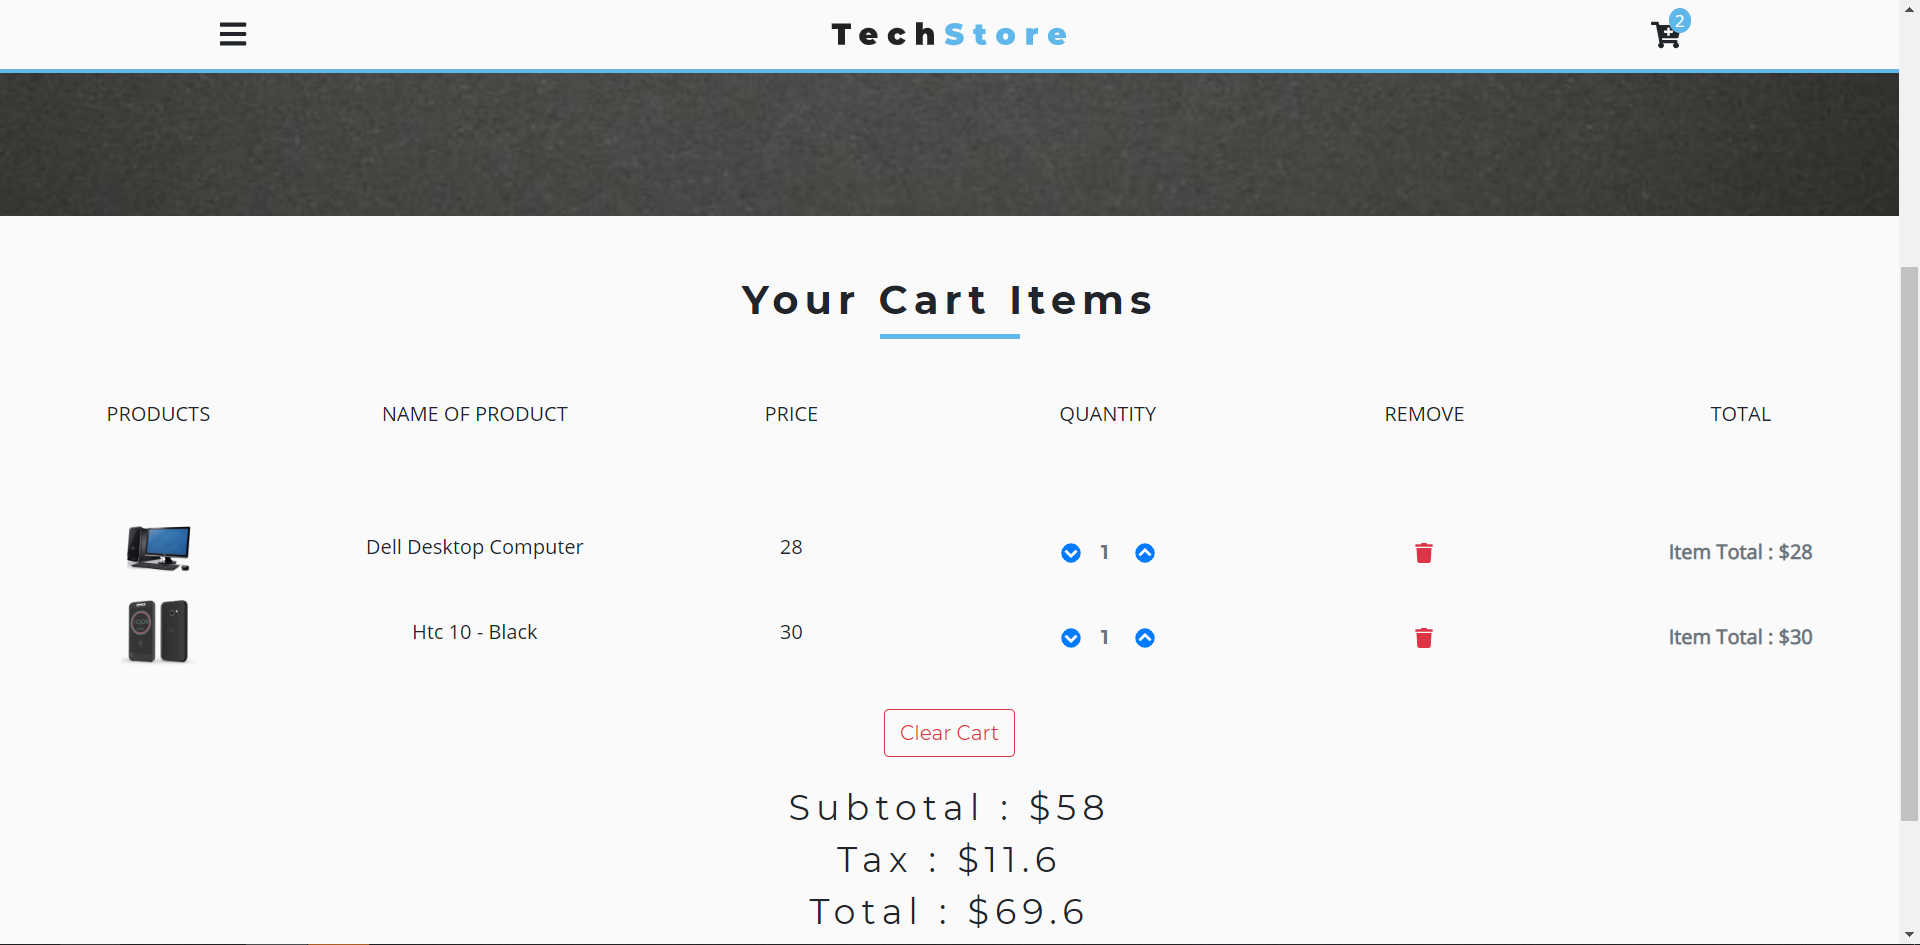 TechStore
2
Your Cart Items
PRODUCTS NAME OF PRODUCT PRICE QUANTITY REMOVE TOTAL
Dell Desktop Computer 28 1 Item Total : $28
Htc 10 - Black 30 1 Item Total : $30
Clear Cart
Subtotal : $58
Tax : $11.6
Total : $69.6